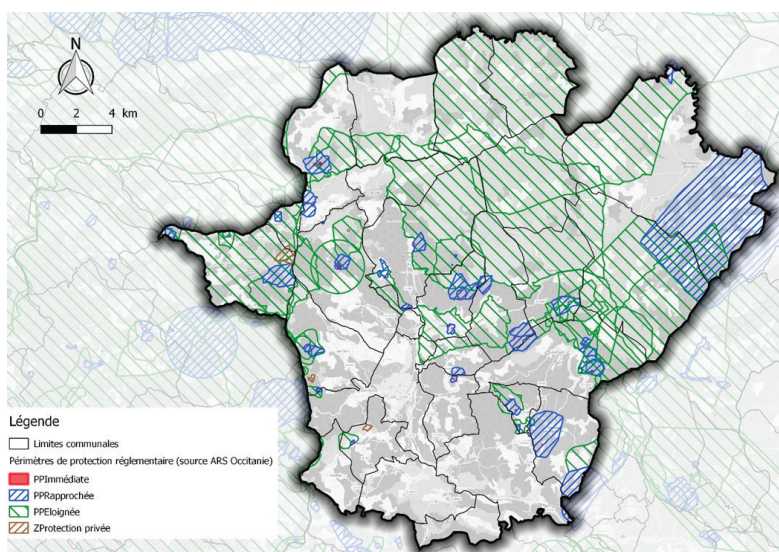 N
0 2 4 km
Légende
Limites communales
Périmètres de protection réglementaire (source ARS Occitanie)
PPImmédiate
PPRapprochée
PPEloignée
ZProtection privée